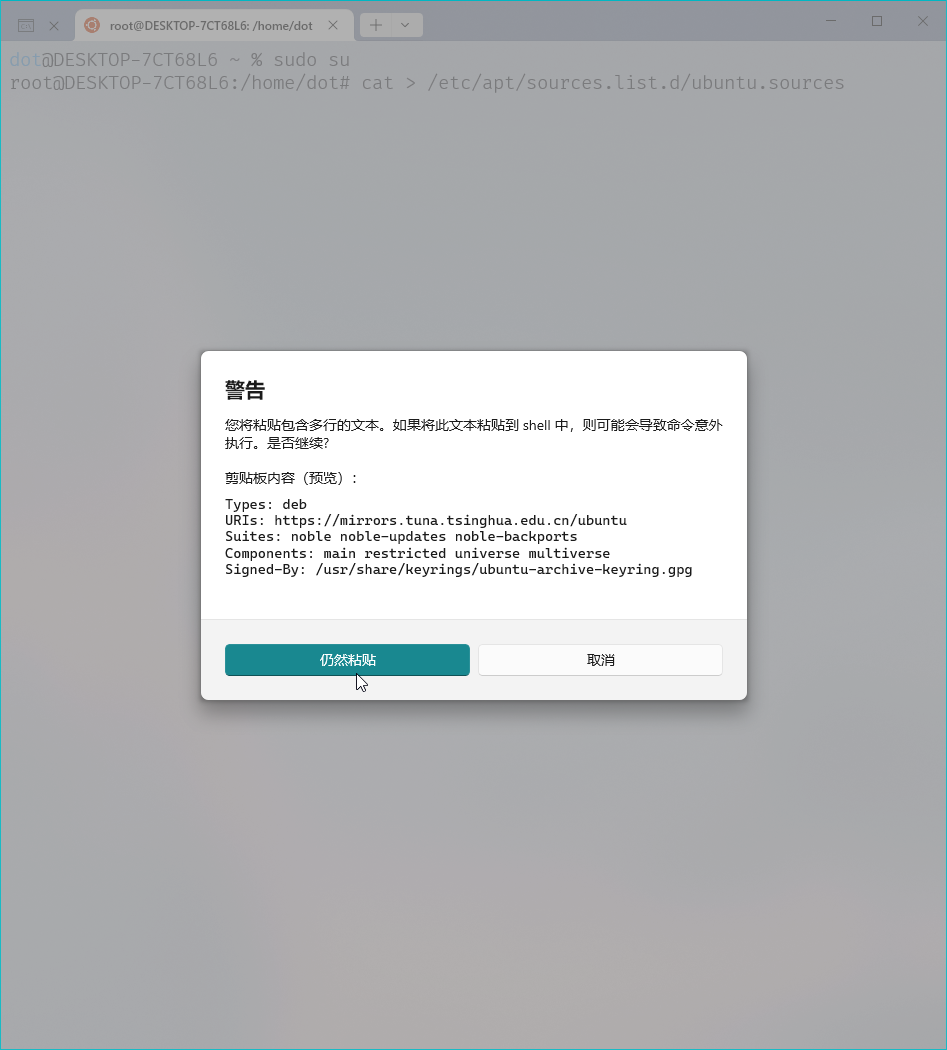 root@DESKTOP-7CT68L6: /home/dot
dot@DESKTOP-7CT68L6 ~ % sudo su
root@DESKTOP-7CT68L6:/home/dot# cat > /etc/apt/sources.list.d/ubuntu.sources
警告
您将粘贴包含多行的文本。如果将此文本粘贴到 shell 中，则可能会导致命令意外
执行。是否继续?
剪贴板内容（预览）:
Types: deb
URIs: https://mirrors.tuna.tsinghua.edu.cn/ubuntu
Suites: noble noble-updates noble-backports
Components: main restricted universe multiverse
Signed-By: /usr/share/keyrings/ubuntu-archive-keyring.gpg
仍然粘贴
取消